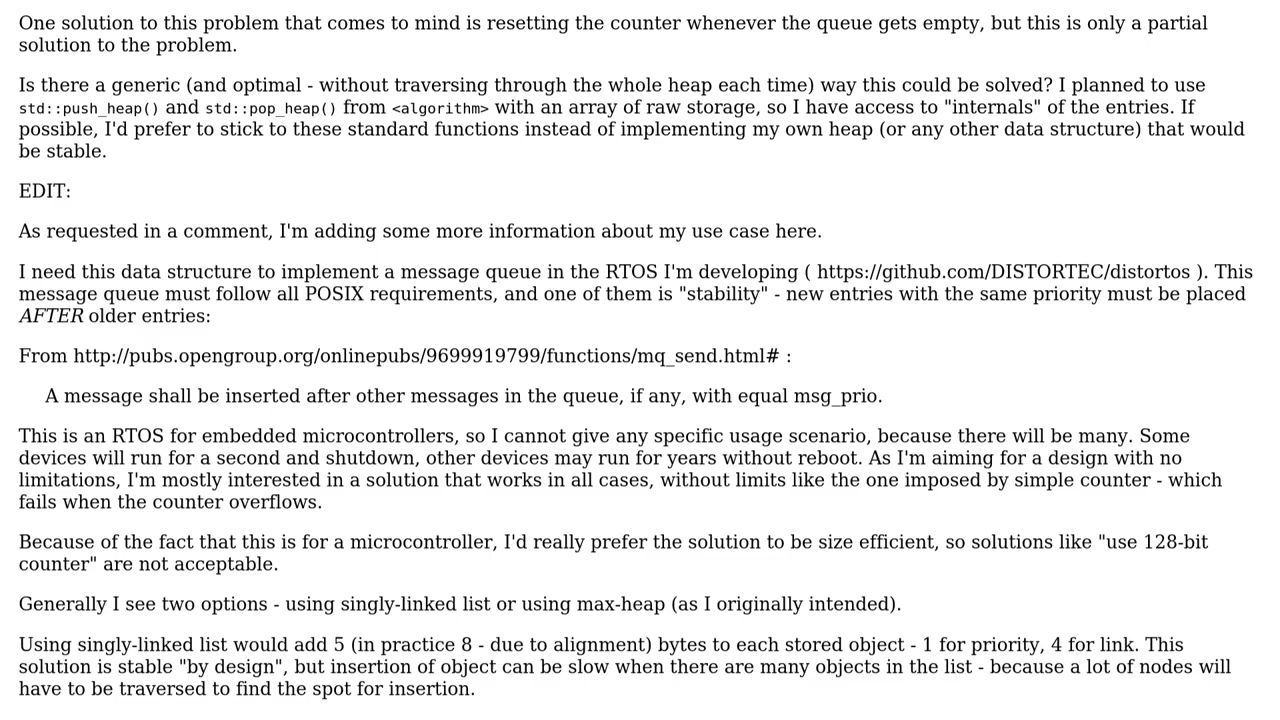 One solution to this problem that comes to mind is resetting the counter whenever the queue gets empty, but this is only a partial
solution to the problem.
Is there a generic (and optimal - without traversing through the whole heap each time) way this could be solved? I planned to use
std::push_heap() and std::pop_heap() from <algorithm> with an array of raw storage, so I have access to "internals" of the entries. If
possible, I'd prefer to stick to these standard functions instead of implementing my own heap (or any other data structure) that would
be stable.
EDIT:
As requested in a comment, I'm adding some more information about my use case here.
I need this data structure to implement a message queue in the RTOS I'm developing ( https://github.com/DISTORTEC/distortos ). This
message queue must follow all POSIX requirements, and one of them is "stability" - new entries with the same priority must be placed
AFTER older entries:
From http://pubs.opengroup.org/onlinepubs/9699919799/functions/mq_send.html# :
A message shall be inserted after other messages in the queue, if any, with equal msg_prio.
This is an RTOS for embedded microcontrollers, so I cannot give any specific usage scenario, because there will be many. Some
devices will run for a second and shutdown, other devices may run for years without reboot. As I'm aiming for a design with no
limitations, I'm mostly interested in a solution that works in all cases, without limits like the one imposed by simple counter - which
fails when the counter overflows.
Because of the fact that this is for a microcontroller, I'd really prefer the solution to be size efficient, so solutions like "use 128-bit
counter" are not acceptable.
Generally I see two options - using singly-linked list or using max-heap (as I originally intended).
Using singly-linked list would add 5 (in practice 8 - due to alignment) bytes to each stored object - 1 for priority, 4 for link. This
solution is stable "by design", but insertion of object can be slow when there are many objects in the list - because a lot of nodes will
have to be traversed to find the spot for insertion.